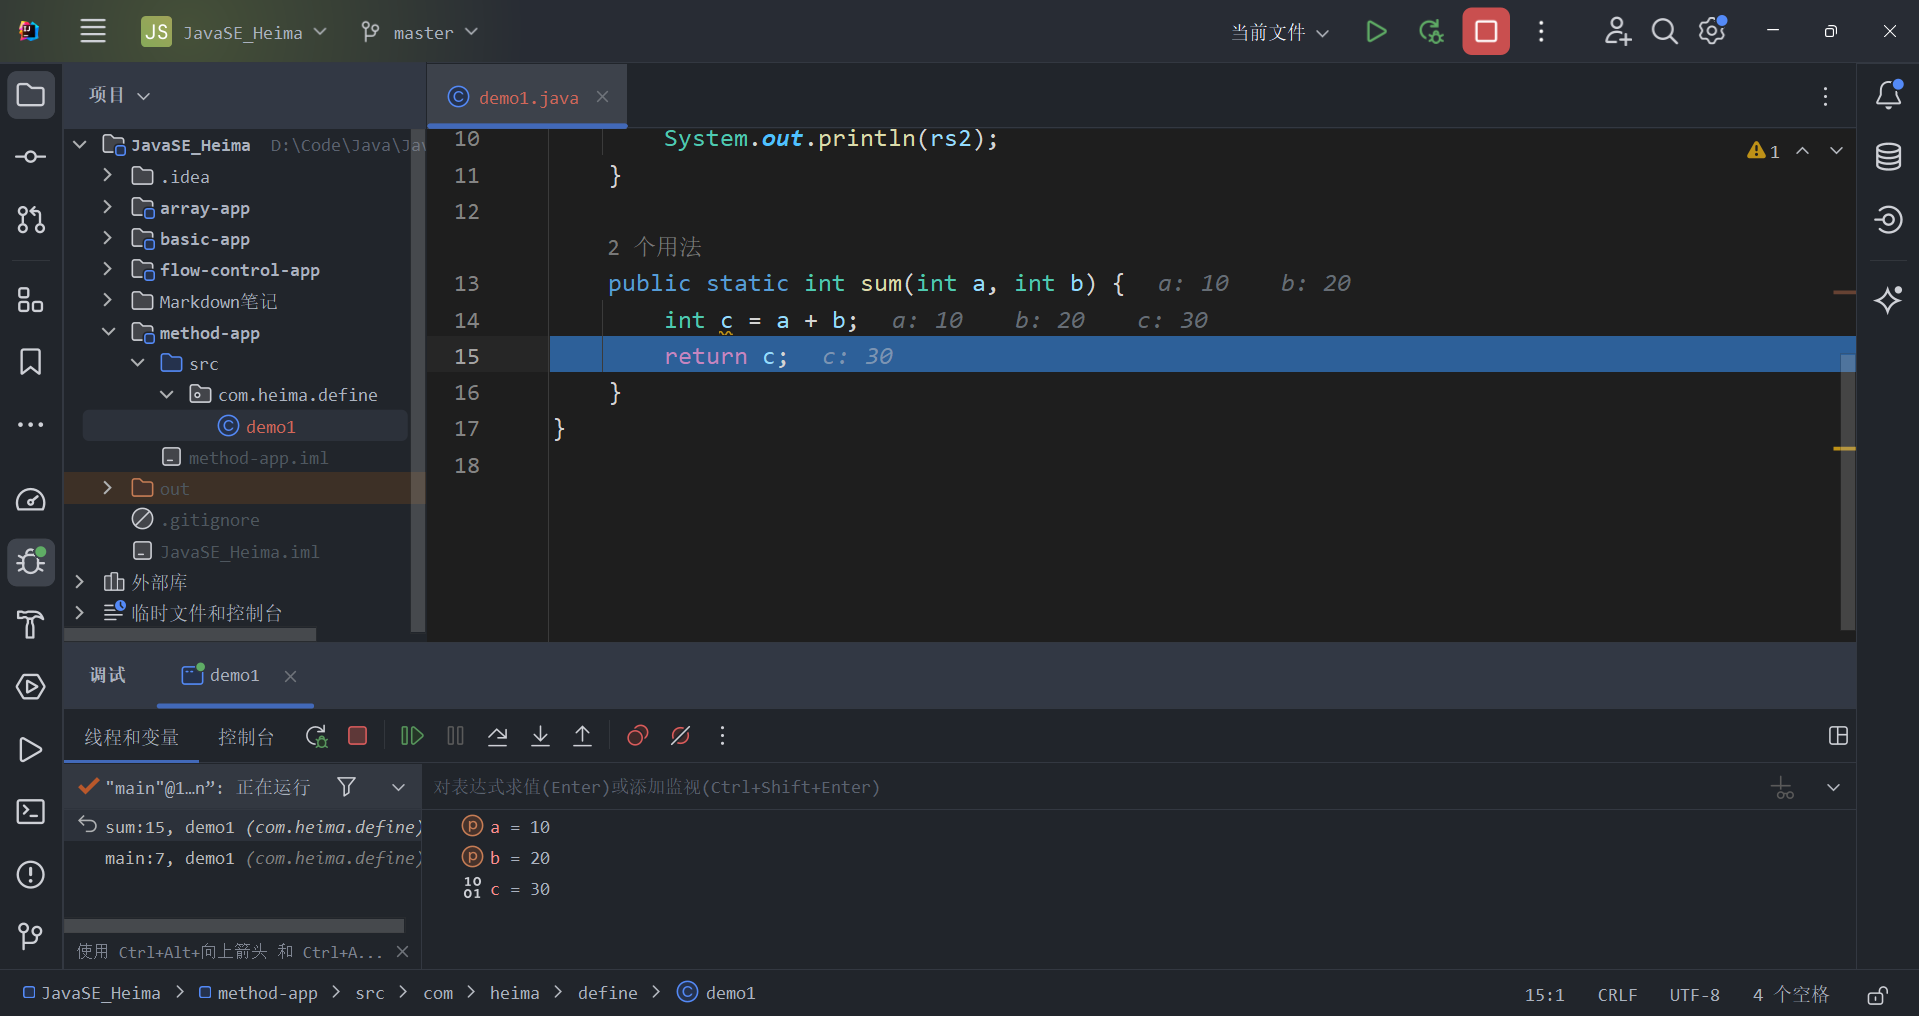 JS JavaSE_Heima master 当前文件
项目
demo1.java
JavaSE_Heima D:\Code\Java\Jav
.idea
array-app
basic-app
flow-control-app
Markdown笔记
method-app
src
com.heima.define
demo1
method-app.iml
out
.gitignore
JavaSE_Heima.iml
外部库
临时文件和控制台
1
10 System.out.println(rs2);
11 }
12
2 个用法
13 public static int sum(int a, int b) { a: 10 b: 20
14 int c = a + b; a: 10 b: 20 c: 30
15 return c; c: 30
16 }
17 }
18
调试 demo1
线程和变量 控制台
"main"@1…n”: 正在运行
sum:15, demo1 (com.heima.define)
main:7, demo1 (com.heima.define)
使用 Ctrl+Alt+向上箭头 和 Ctrl+A...
对表达式求值(Enter)或添加监视(Ctrl+Shift+Enter)
a = 10
b = 20
c = 30
JavaSE_Heima > method-app > src > com > heima > define > demo1
15:1 CRLF UTF-8 4 个空格